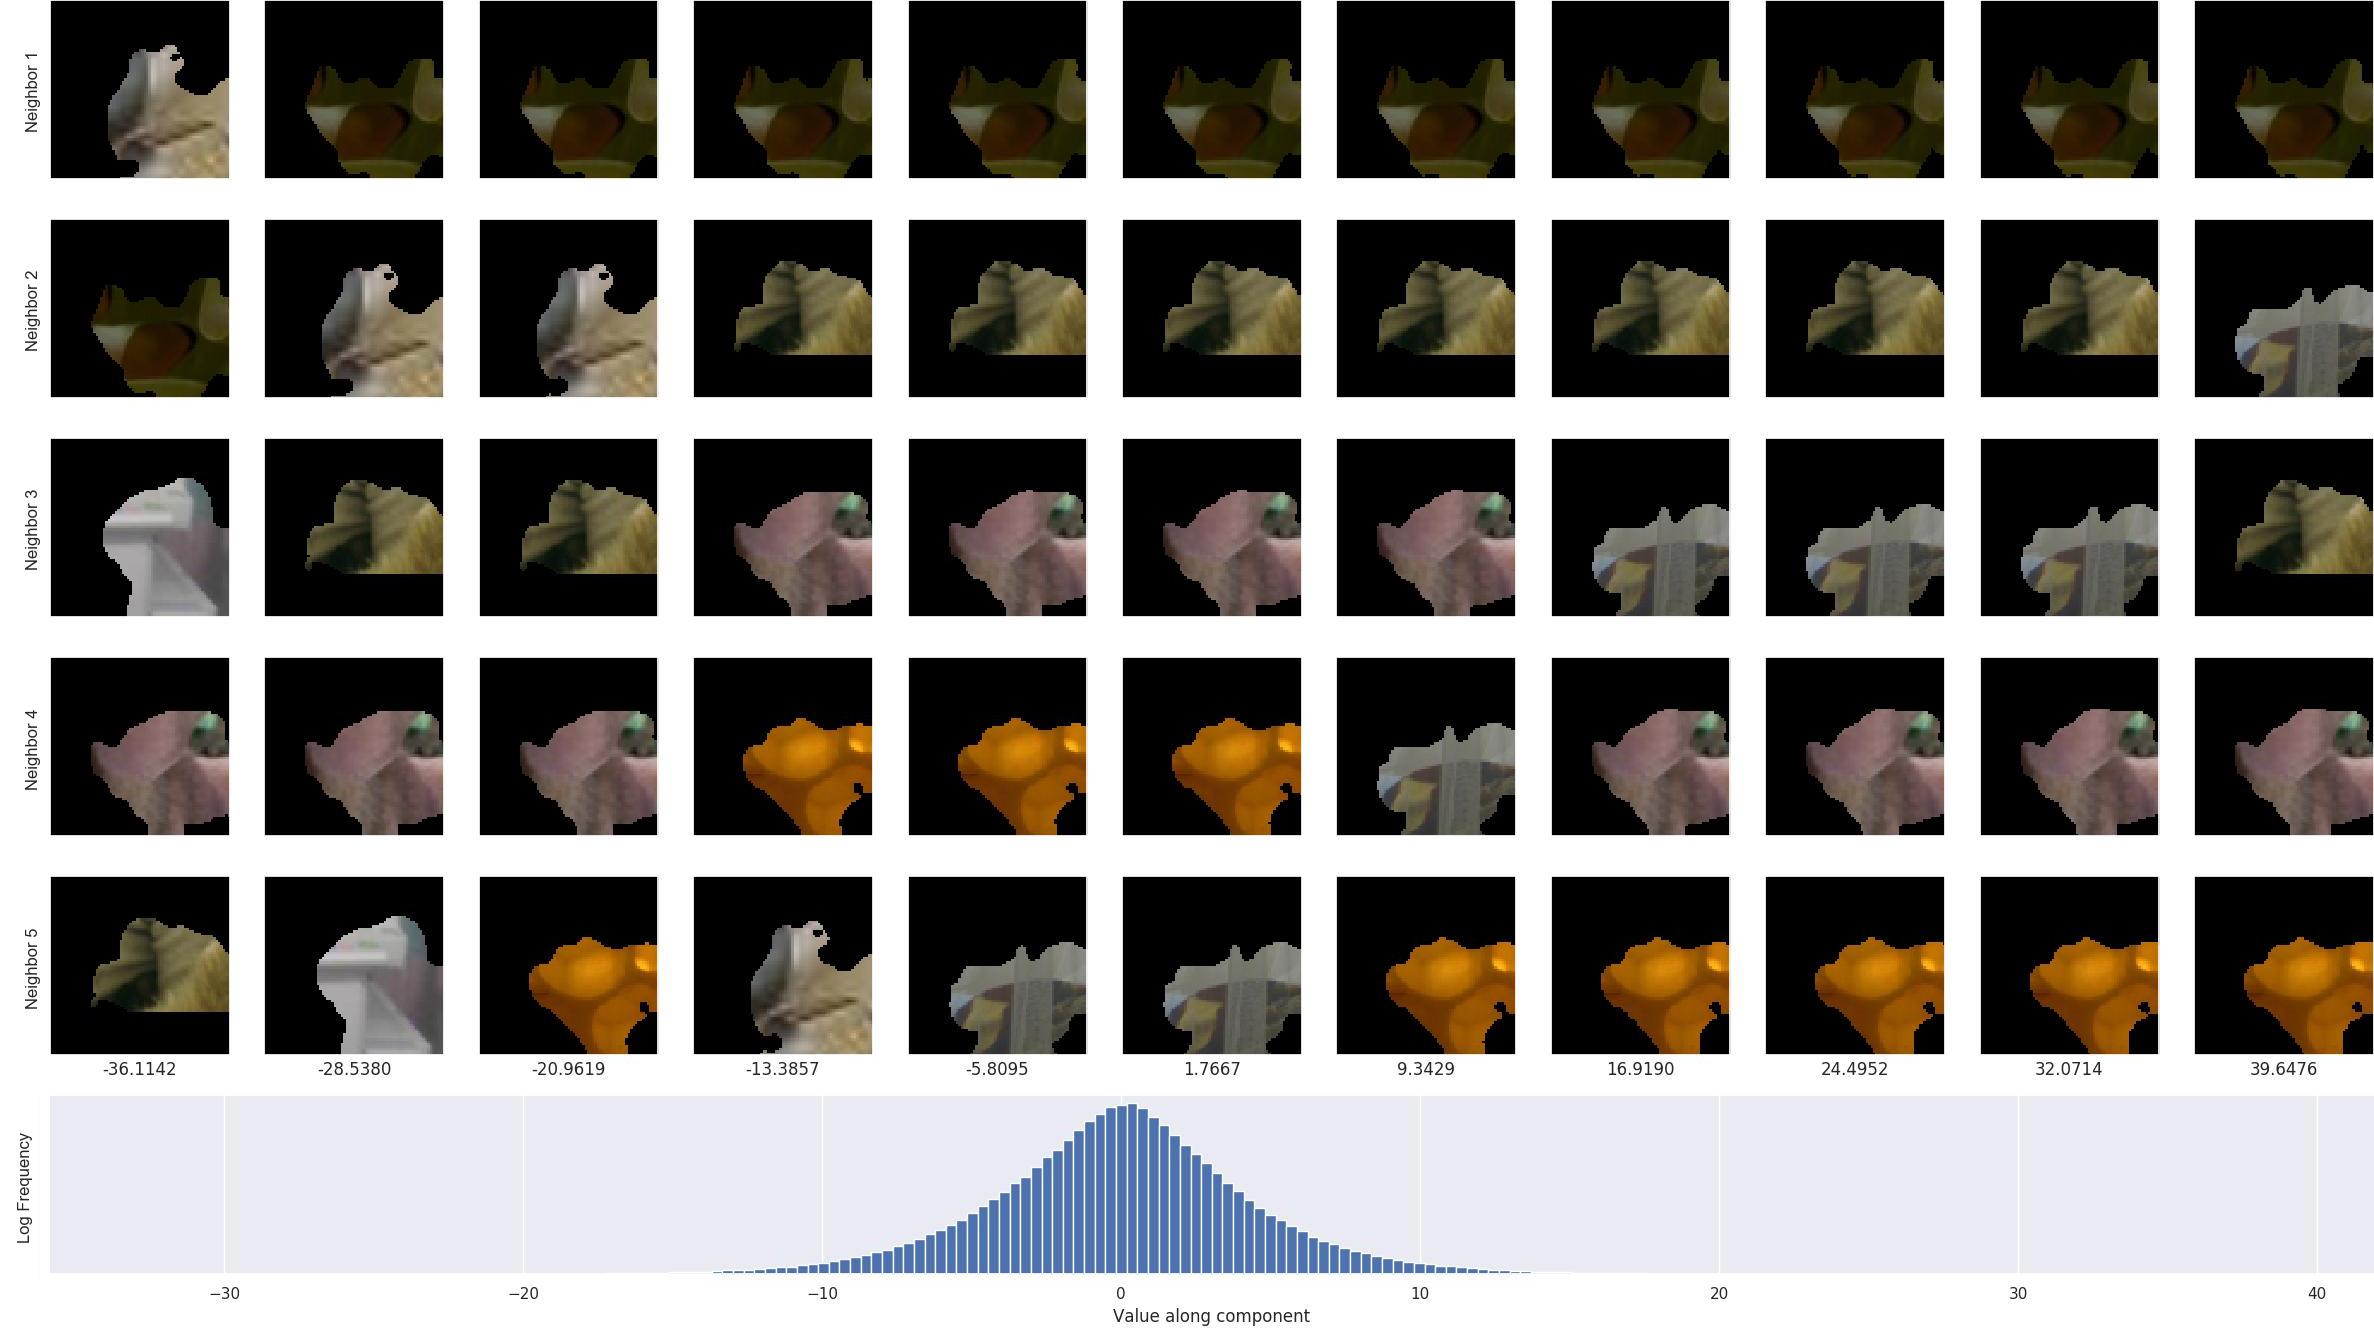 Neighbor 1
Neighbor 2
Neighbor 3
Neighbor 4
Neighbor 5
-36.1142 -28.5380 -20.9619 -13.3857 -5.8095 1.7667 9.3429 16.9190 24.4952 32.0714 39.6476
Log Frequency
−30 −20 −10 0 10 20 30 40
Value along component